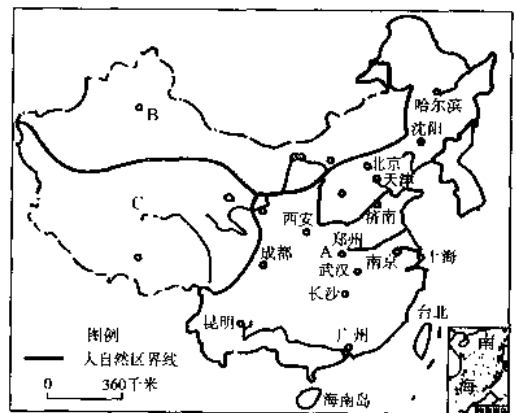 哈尔滨
沈阳
B
北京
天津
C
济南
西安
郑州
A
成都
南京
上海
武汉
长沙
台北
昆明
广州
图例
人自然区界线
0 360千米
海南岛
南
海